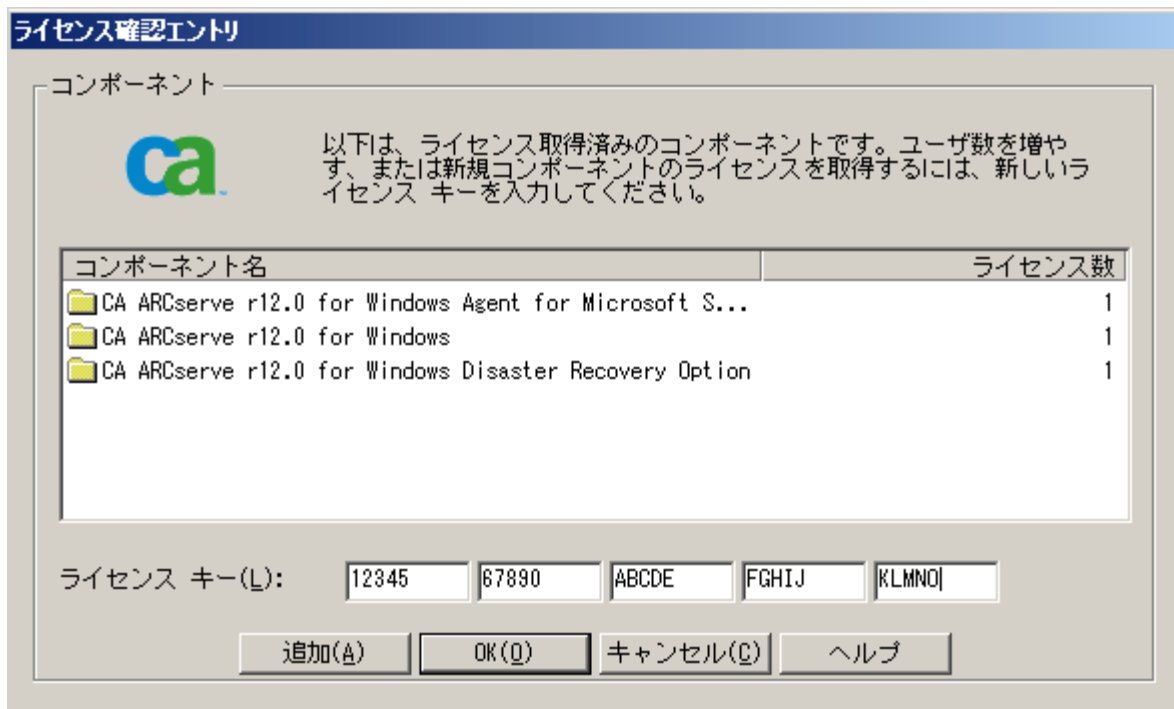 ライセンス確認エントリ
コンポーネント
ca
以下は、ライセンス取得済みのコンポーネントです。ユーザ数を増や
す、または新規コンポーネントのライセンスを取得するには、新しいラ
イセンス キーを入力してください。
コンポーネント名 ライセンス数
CA ARCserve r12.0 for Windows Agent for Microsoft S... 1
CA ARCserve r12.0 for Windows 1
CA ARCserve r12.0 for Windows Disaster Recovery Option 1
ライセンス キー(L): 12345 67890 ABCDE FGHIJ KLMNO
追加(A) OK(O) キャンセル(C) ヘルプ